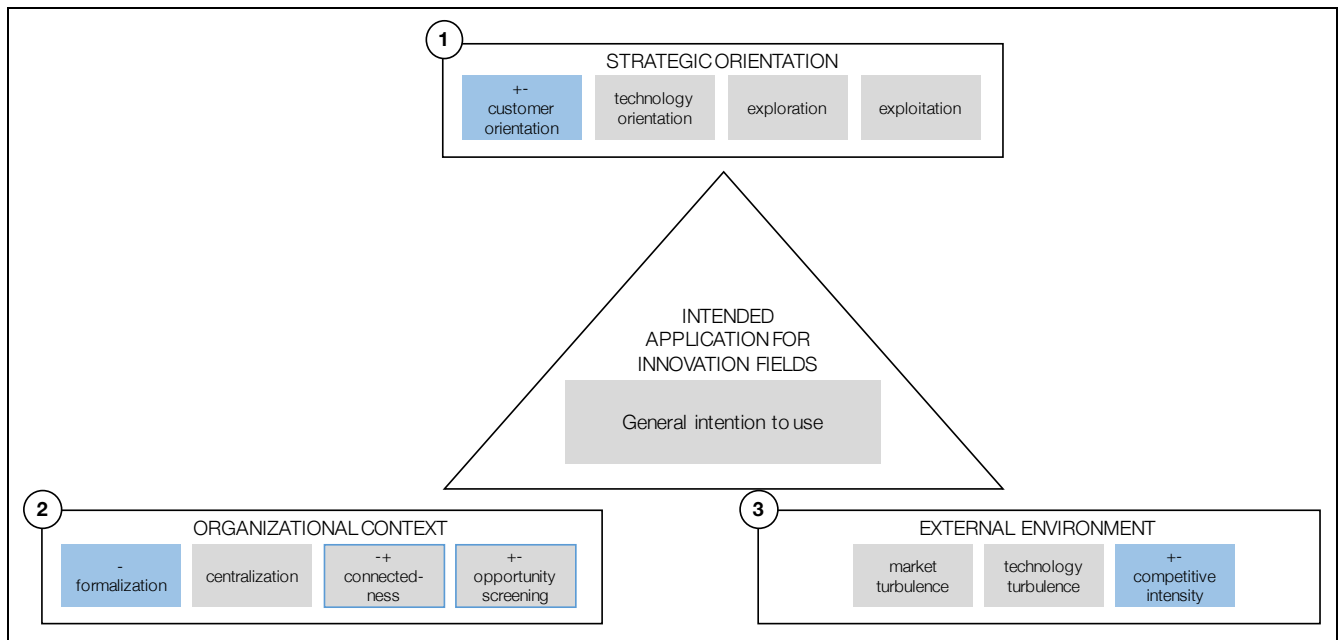 1
STRATEGIC ORIENTATION
+-
customer
orientation
technology
orientation
exploration
exploitation
INTENDED
APPLICATION FOR
INNOVATION FIELDS
General intention to use
2
ORGANIZATIONAL CONTEXT
-
formalization
centralization
-+
connected-
ness
+-
opportunity
screening
3
EXTERNAL ENVIRONMENT
market
turbulence
technology
turbulence
+-
competitive
intensity